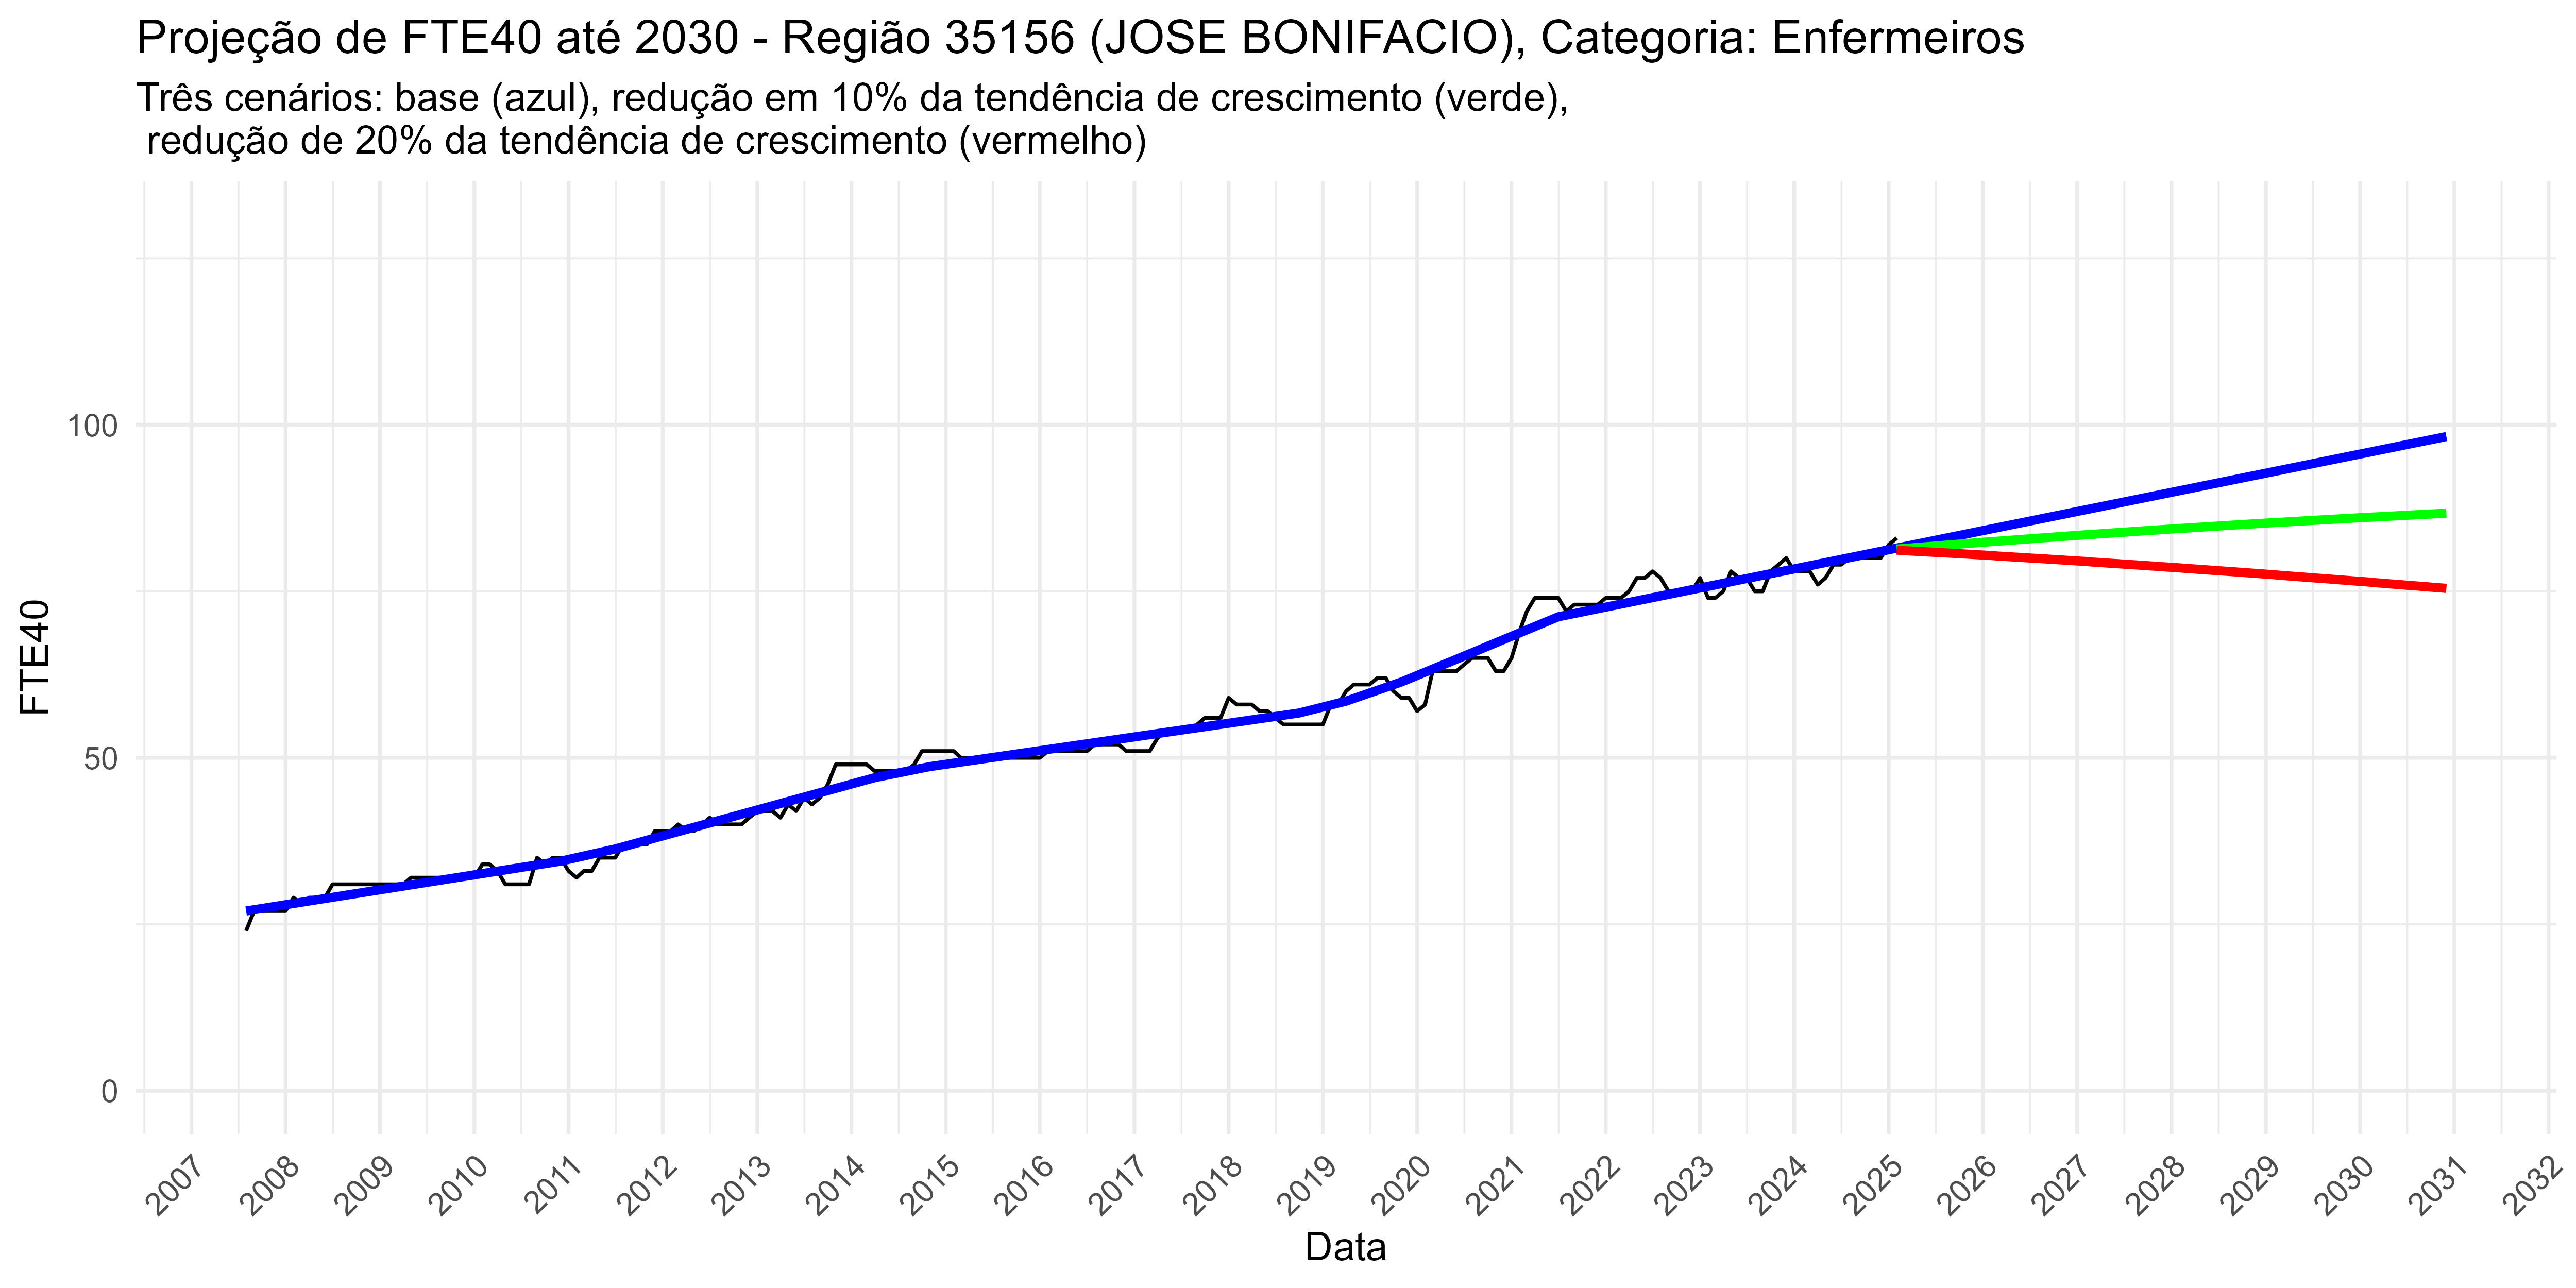 Projeção de FTE40 até 2030 - Região 35156 (JOSE BONIFACIO), Categoria: Enfermeiros
Três cenários: base (azul), redução em 10% da tendência de crescimento (verde),
redução de 20% da tendência de crescimento (vermelho)
100
50
0
FTE40
2007 2008 2009 2010 2011 2012 2013 2014 2015 2016 2017 2018 2019 2020 2021 2022 2023 2024 2025 2026 2027 2028 2029 2030 2031 2032
Data